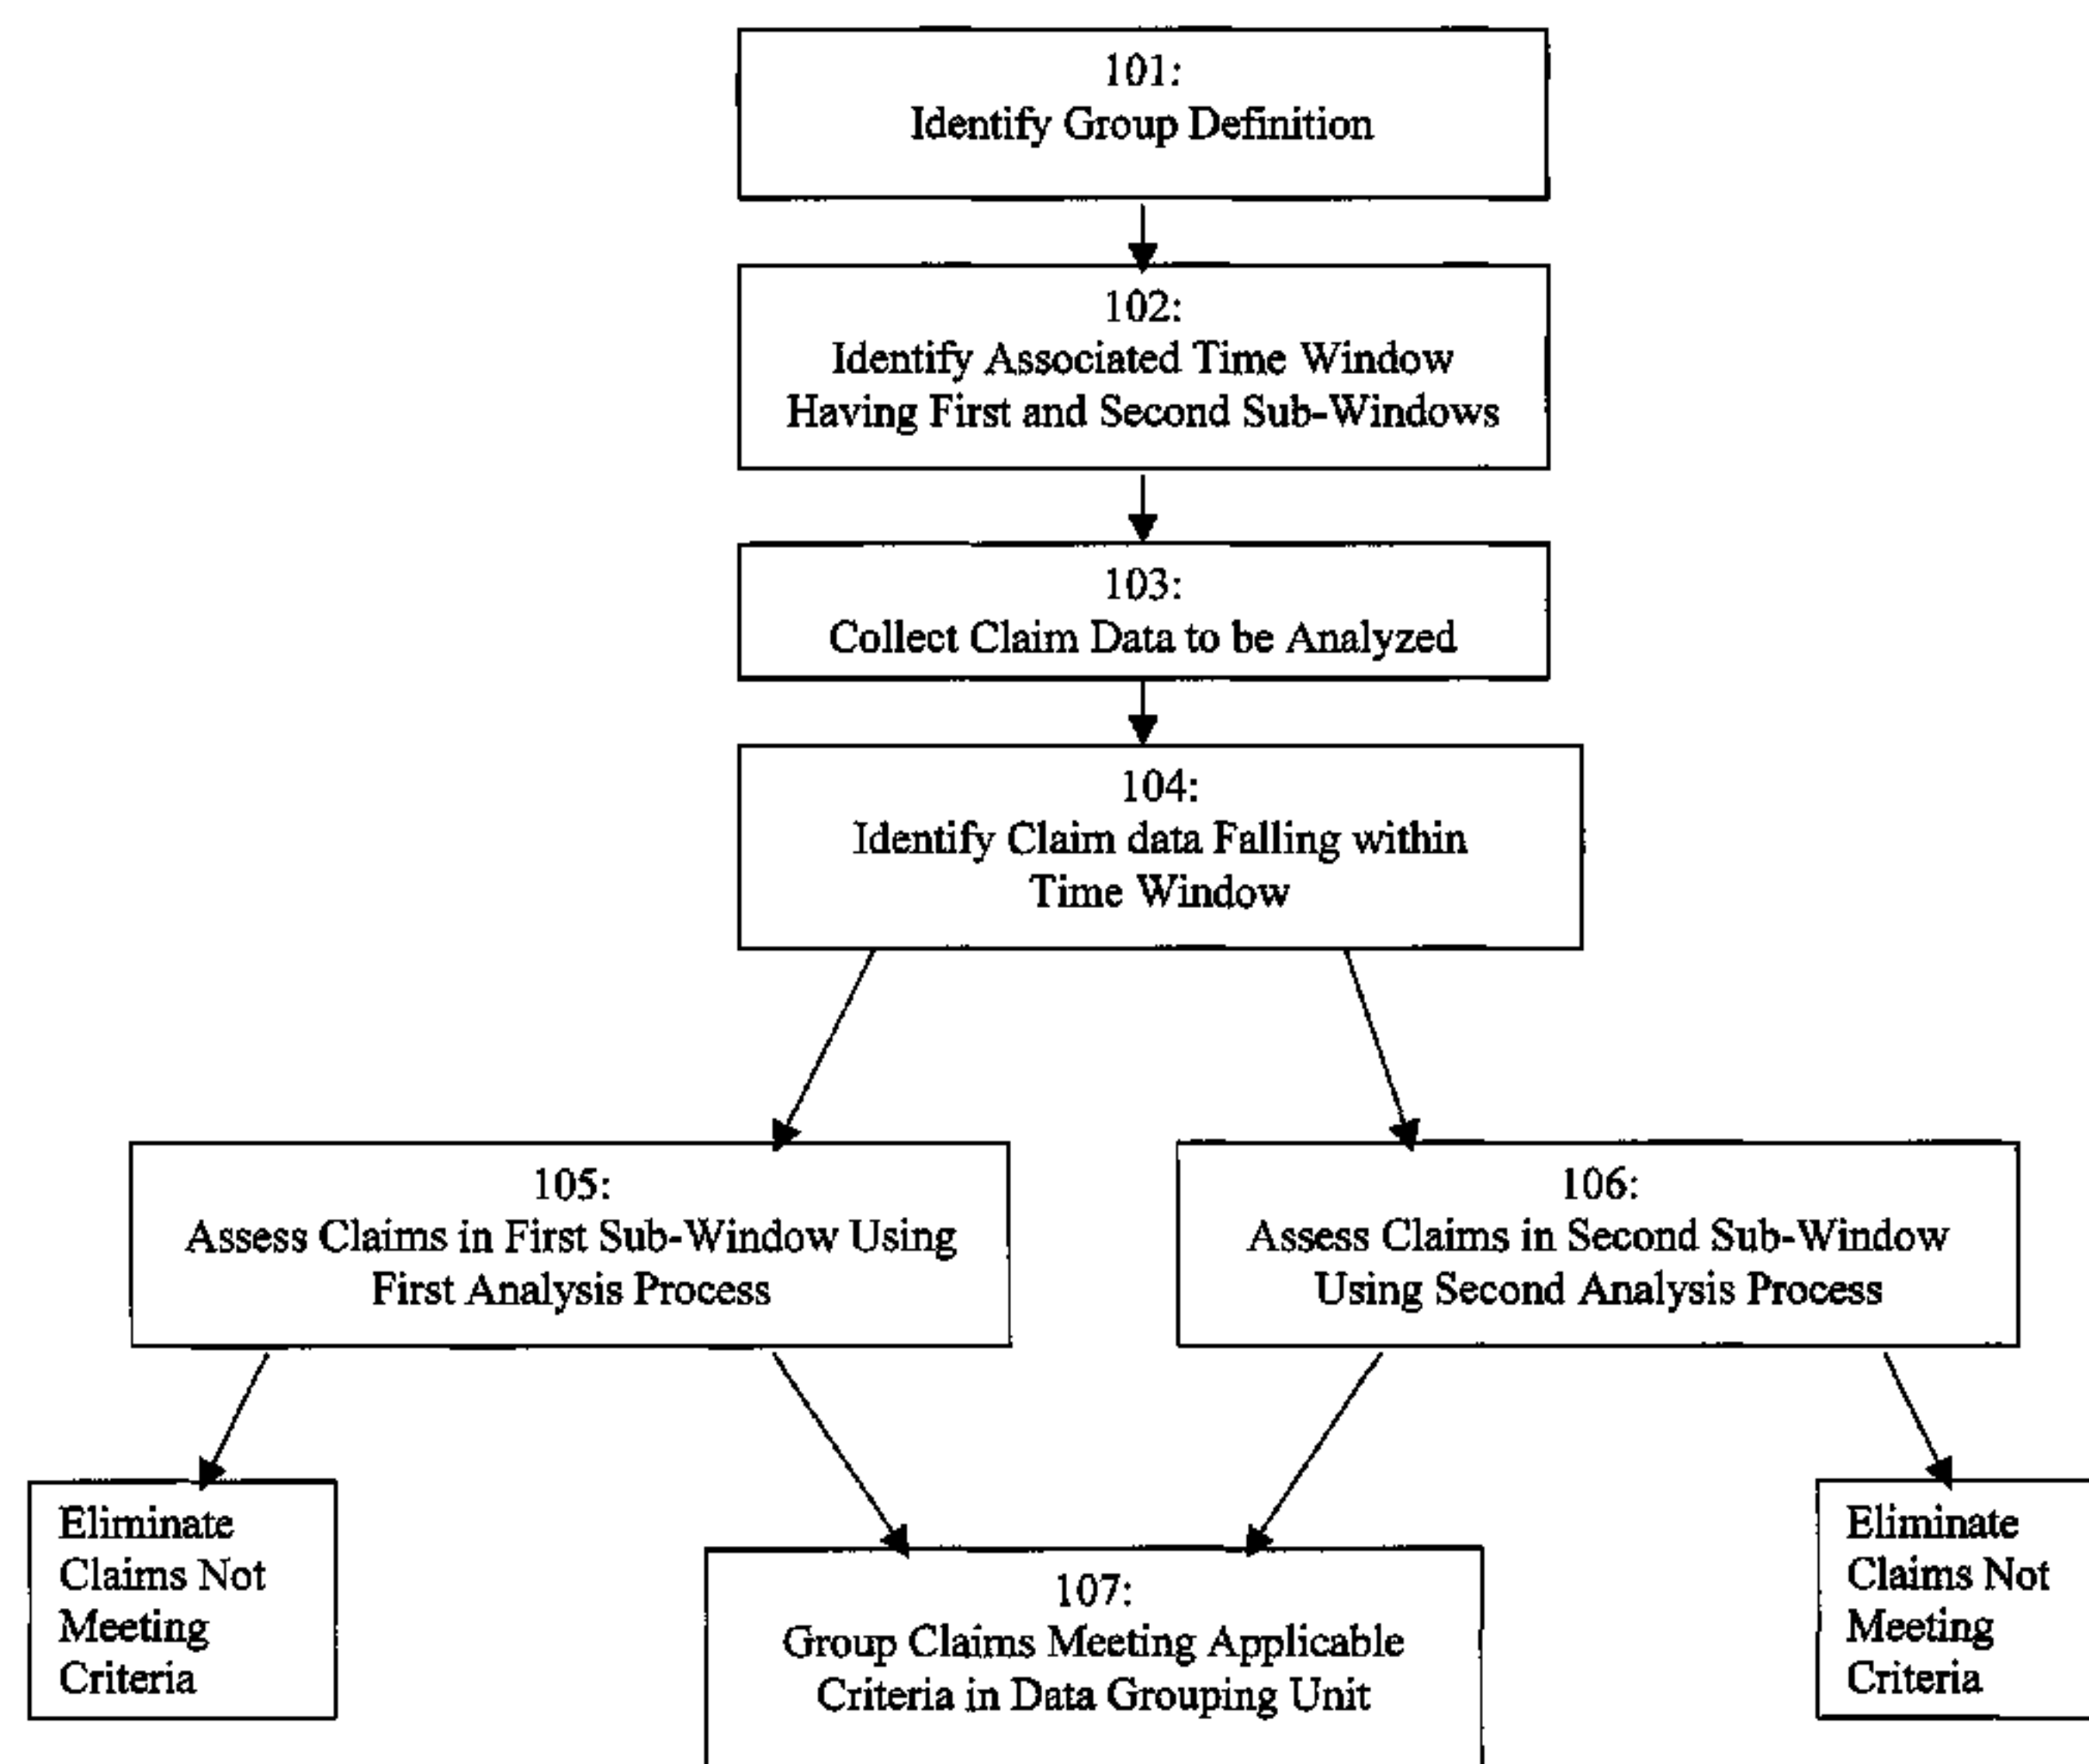 101:
Identify Group Definition
102:
Identify Associated Time Window
Having First and Second Sub-Windows
103:
Collect Claim Data to be Analyzed
104:
Identify Claim data Falling within
Time Window
105:
Assess Claims in First Sub-Window Using
First Analysis Process
106:
Assess Claims in Second Sub-Window
Using Second Analysis Process
Eliminate
Claims Not
Meeting
Criteria
107:
Group Claims Meeting Applicable
Criteria in Data Grouping Unit
Eliminate
Claims Not
Meeting
Criteria